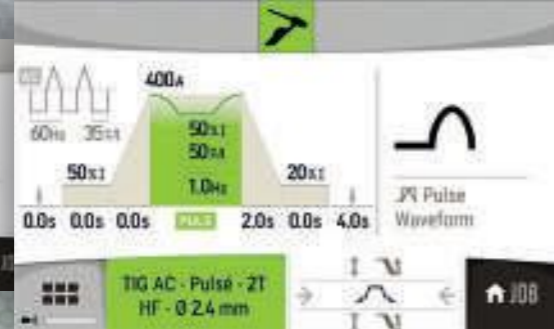 400A
60Hz 35%
50%I
50%
50%I 20%I
1.0Hz
0.0s 0.0s 0.0s PULSE 2.0s 0.0s 4.0s
Pulse
Waveform
TIG AC - Pulsé - 2T
HF - Ø 2.4 mm
JOB